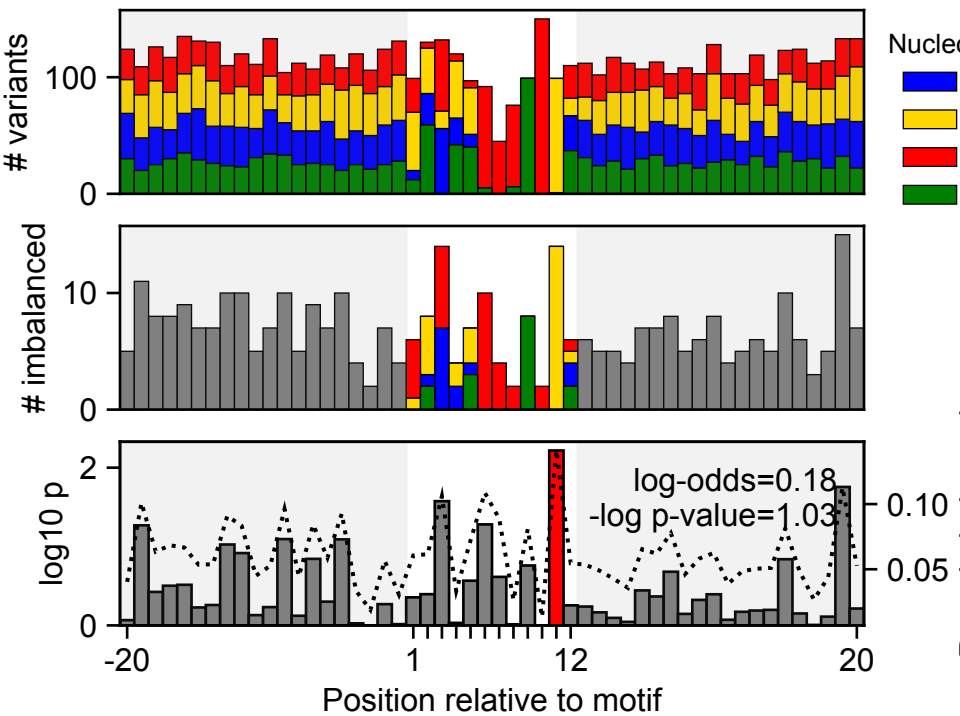 # variants
100
0
Nucleo
# imbalanced
10
0
log10 p
2
0
log-odds=0.18
-log p-value=1.03
0.10
0.05
-20
1
12
20
Position relative to motif